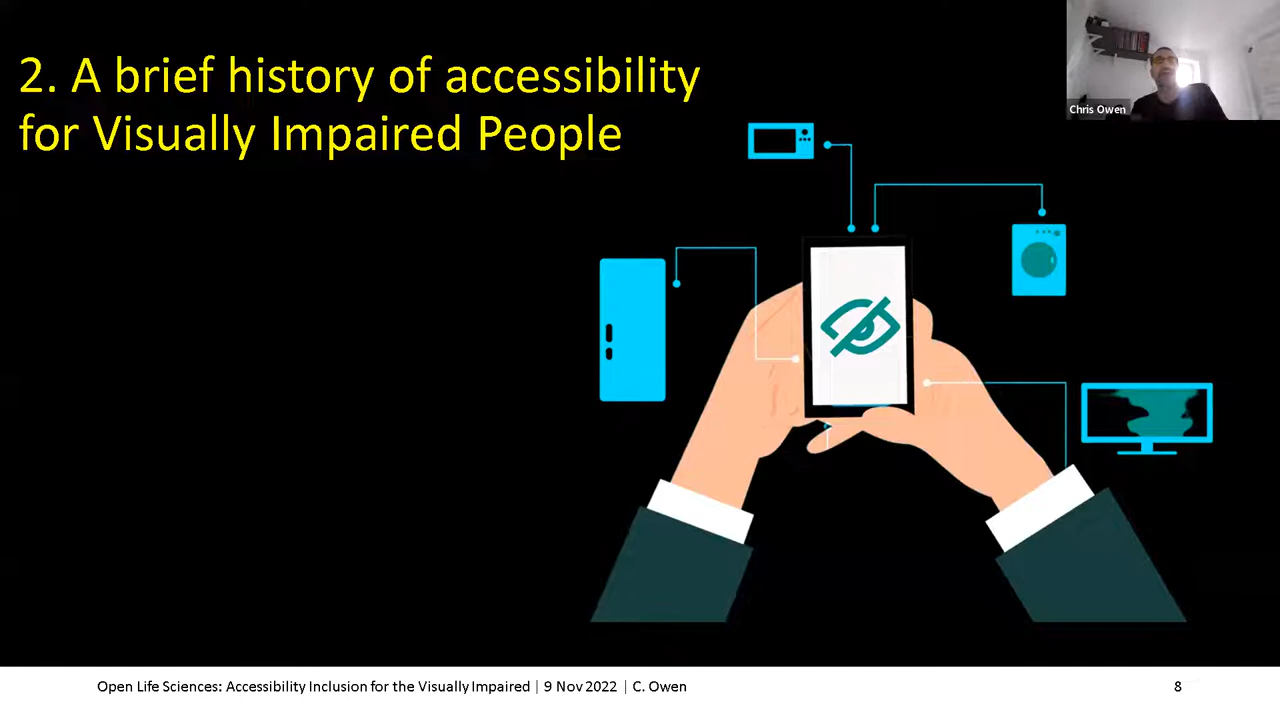 2. A brief history of accessibility
for Visually Impaired People
Chris Owen
Open Life Sciences: Accessibility Inclusion for the Visually Impaired | 9 Nov 2022 | C. Owen
8